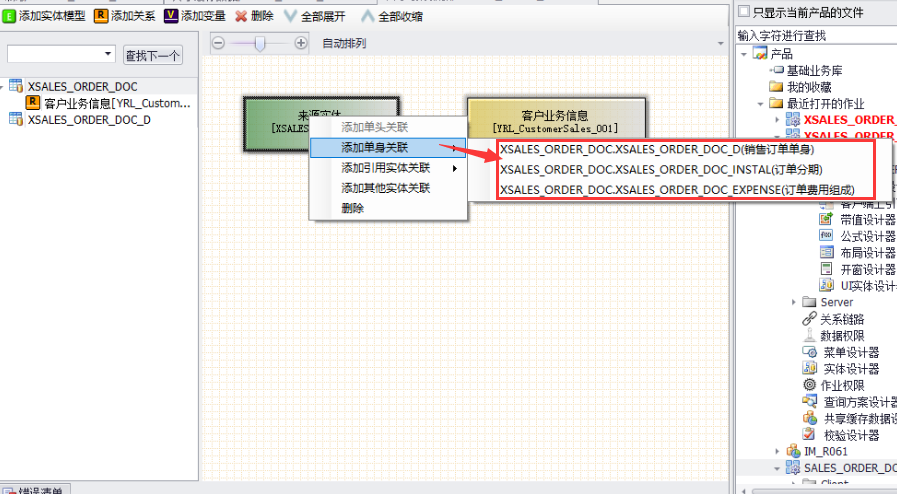 添加实体模型 添加关系 添加变量 删除 全部展开 全部收缩
查找下一个
XSALES_ORDER_DOC
客户业务信息[YRL_Custom...
XSALES_ORDER_DOC_D
自动排列
来源实体
[XSALES
客户业务信息
[YRL_CustomerSales_001]
添加单头关联
添加单身关联
添加引用实体关联
添加其他实体关联
删除
XSALES_ORDER_DOC.XSALES_ORDER_DOC_D(销售订单单身)
XSALES_ORDER_DOC.XSALES_ORDER_DOC_INSTAL(订单分期)
XSALES_ORDER_DOC.XSALES_ORDER_DOC_EXPENSE(订单费用组成)
只显示当前产品的文件
输入字符进行查找
产品
基础业务库
我的收藏
最近打开的作业
XSALES_ORDER_
XSALES_ORDER
带值设计器
公式设计器
布局设计器
开窗设计器
UI实体设计
Server
关系链路
数据权限
菜单设计器
实体设计器
作业权限
查询方案设计器
共享缓存数据设
校验设计器
IM_R061
SALES_ORDER_DOC
Client
错误清单